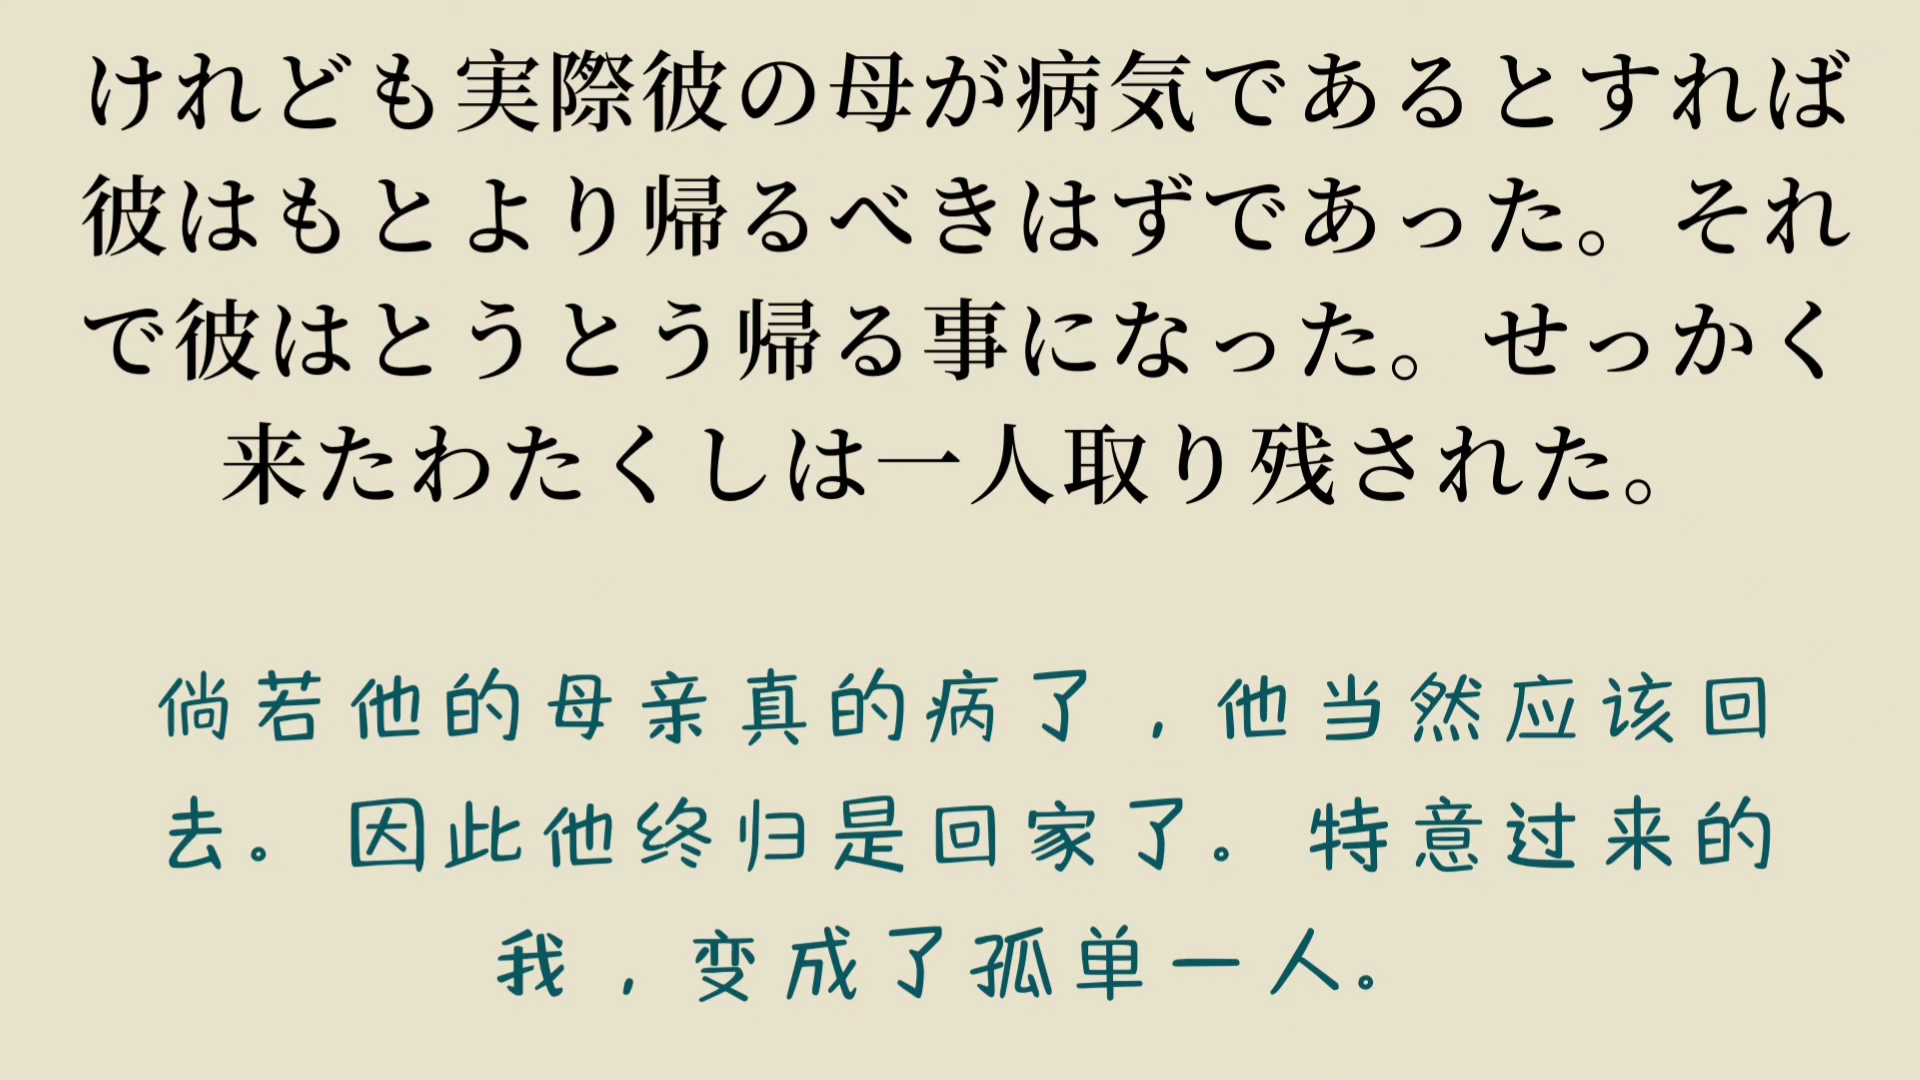 けれども実際彼の母が病気であるとすれば
彼はもとより帰るべきはずであった。それ
で彼はとうとう帰る事になった。せっかく
来たわたくしは一人取り残された。
倘若他的母亲真的病了，他当然应该回
去。因此他终归是回家了。特意过来的
我，变成了孤单一人。